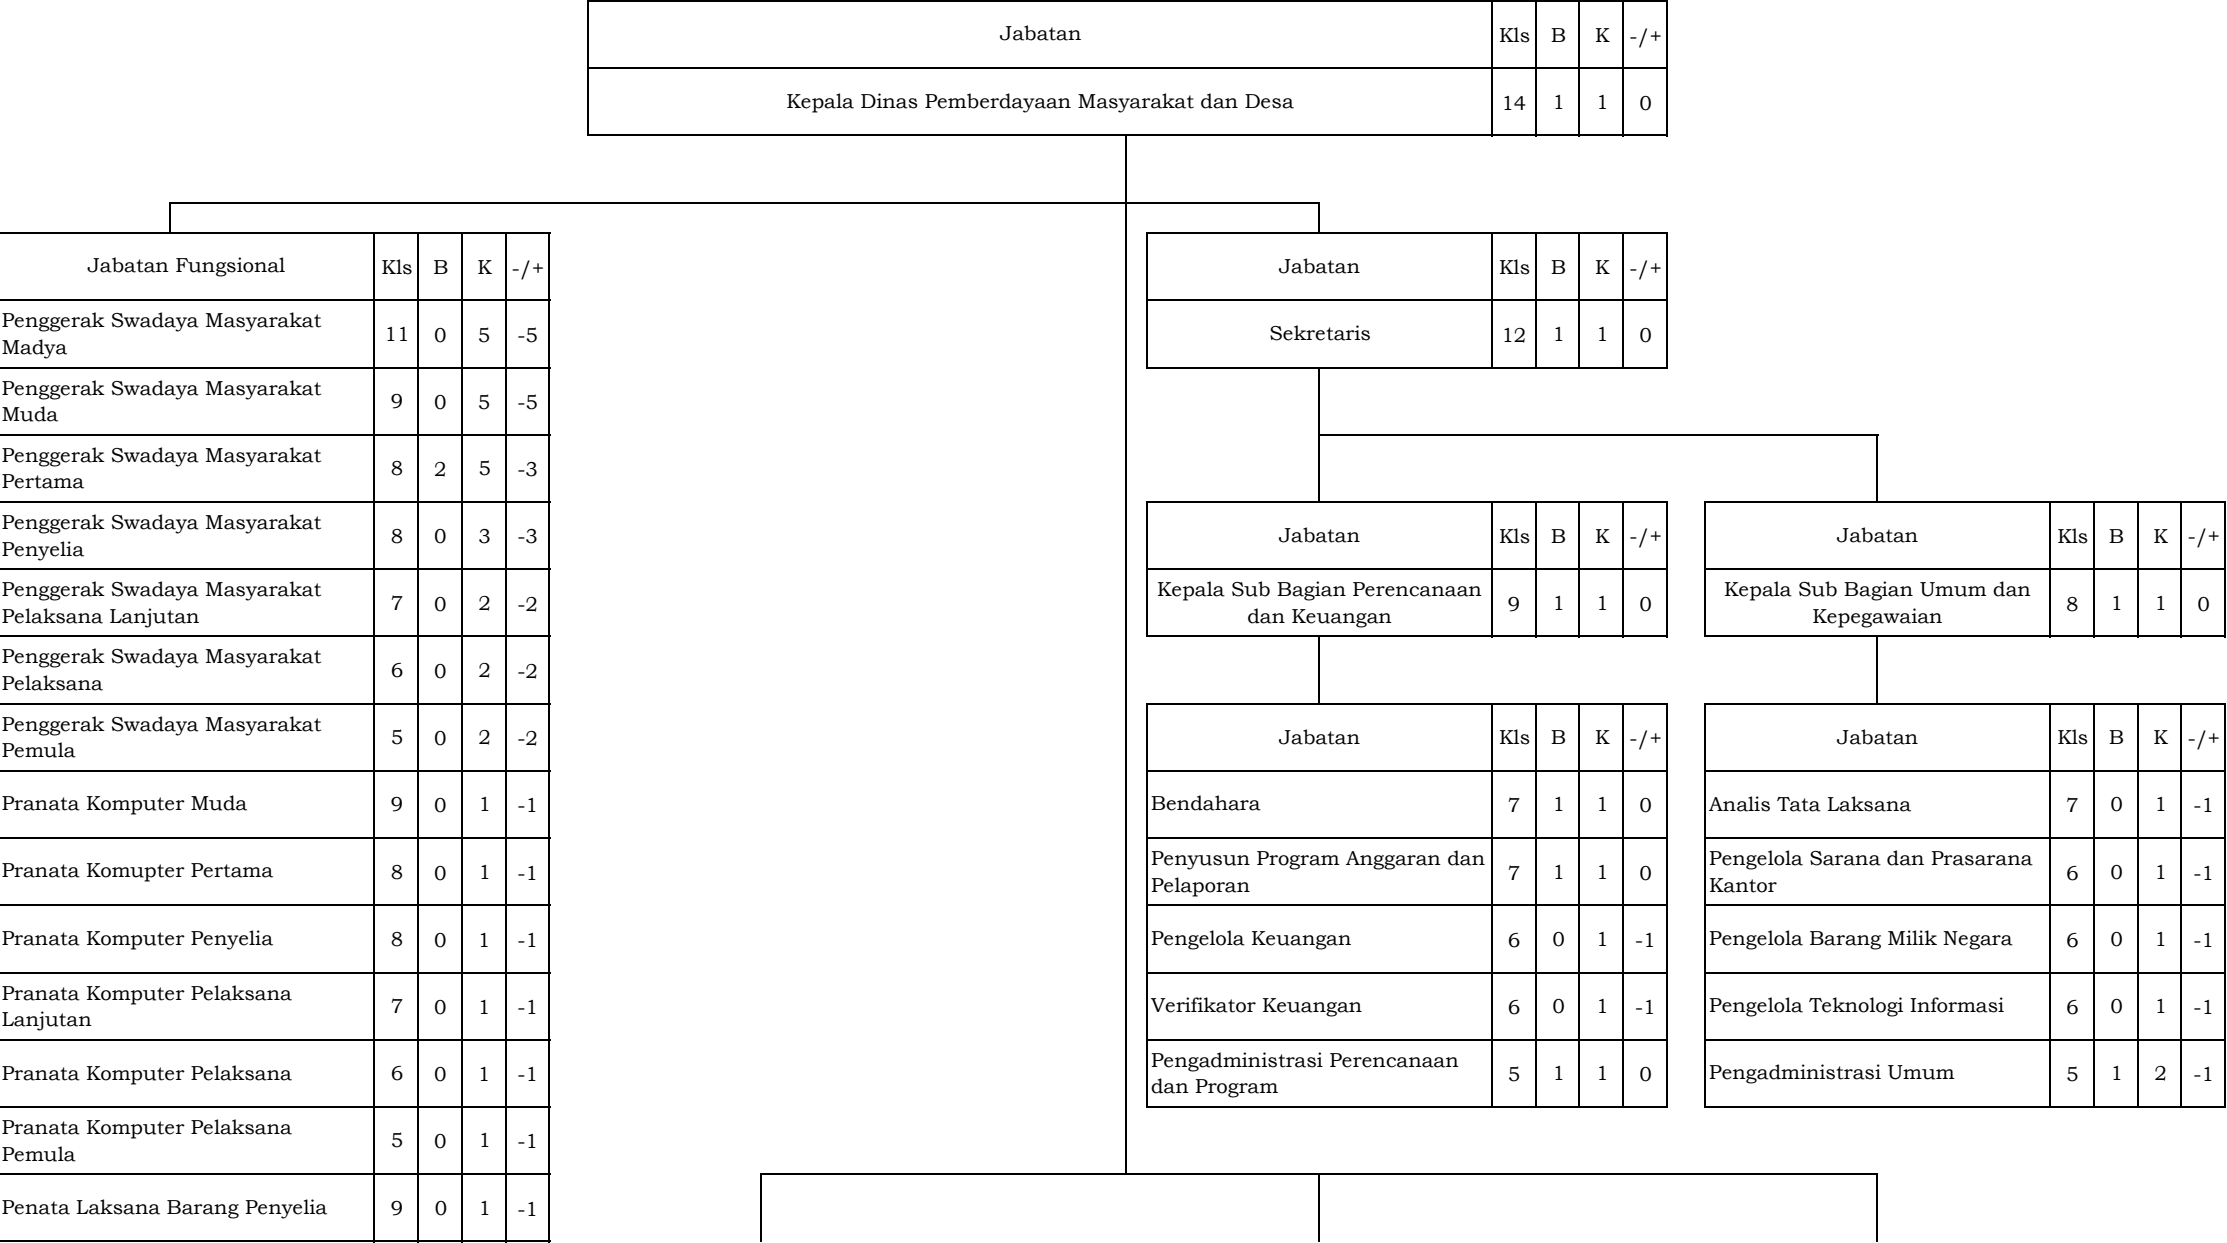 Jabatan Kls B K -/+
Kepala Dinas Pemberdayaan Masyarakat dan Desa 14 1 1 0
Jabatan Fungsional Kls B K -/+
Penggerak Swadaya Masyarakat
Madya 11 0 5 -5
Penggerak Swadaya Masyarakat
Muda 9 0 5 -5
Penggerak Swadaya Masyarakat
Pertama 8 2 5 -3
Penggerak Swadaya Masyarakat
Penyelia 8 0 3 -3
Penggerak Swadaya Masyarakat
Pelaksana Lanjutan 7 0 2 -2
Penggerak Swadaya Masyarakat
Pelaksana 6 0 2 -2
Penggerak Swadaya Masyarakat
Pemula 5 0 2 -2
Pranata Komputer Muda 9 0 1 -1
Pranata Komupter Pertama 8 0 1 -1
Pranata Komputer Penyelia 8 0 1 -1
Pranata Komputer Pelaksana
Lanjutan 7 0 1 -1
Pranata Komputer Pelaksana 6 0 1 -1
Pranata Komputer Pelaksana
Pemula 5 0 1 -1
Penata Laksana Barang Penyelia 9 0 1 -1
Jabatan Kls B K -/+
Sekretaris 12 1 1 0
Jabatan Kls B K -/+
Kepala Sub Bagian Perencanaan
dan Keuangan 9 1 1 0
Jabatan Kls B K -/+
Bendahara 7 1 1 0
Penyusun Program Anggaran dan
Pelaporan 7 1 1 0
Pengelola Keuangan 6 0 1 -1
Verifikator Keuangan 6 0 1 -1
Pengadministrasi Perencanaan
dan Program 5 1 1 0
Jabatan Kls B K -/+
Kepala Sub Bagian Umum dan
Kepegawaian 8 1 1 0
Jabatan Kls B K -/+
Analis Tata Laksana 7 0 1 -1
Pengelola Sarana dan Prasarana
Kantor 6 0 1 -1
Pengelola Barang Milik Negara 6 0 1 -1
Pengelola Teknologi Informasi 6 0 1 -1
Pengadministrasi Umum 5 1 2 -1